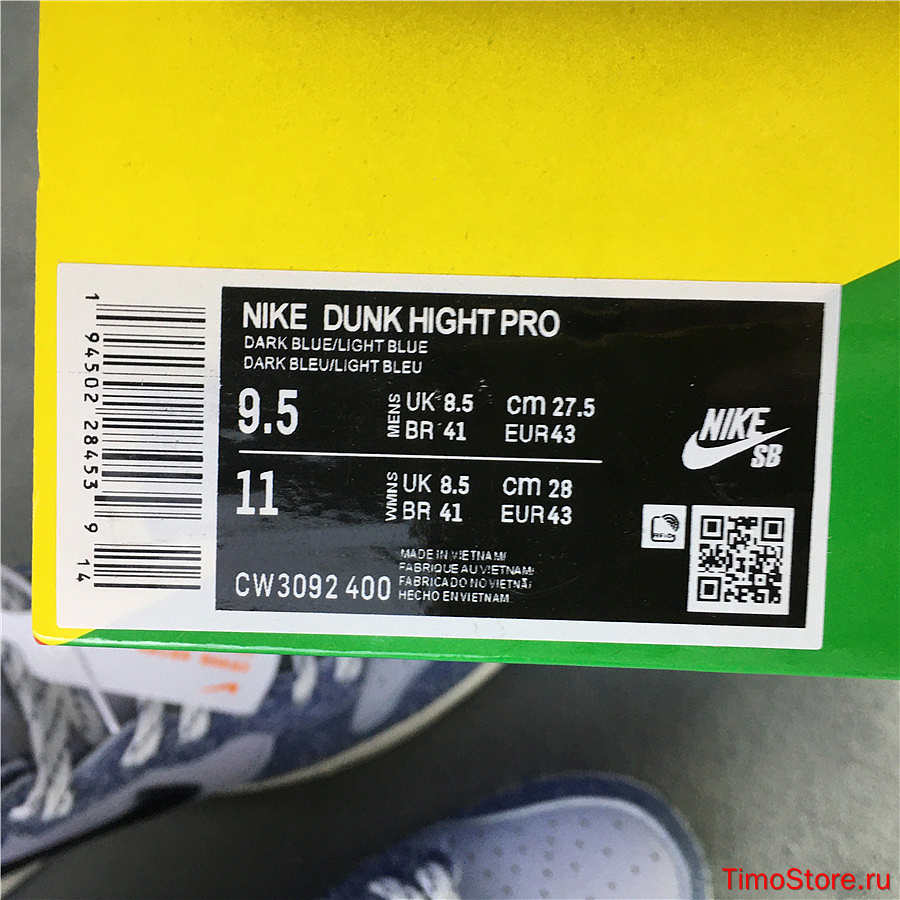 NIKE DUNK HIGHT PRO
DARK BLUE/LIGHT BLUE
DARK BLEU/LIGHT BLEU
9.5
MENS
UK 8.5 cm 27.5
BR 41 EUR 43
11
WMNS
UK 8.5 cm 28
BR 41 EUR 43
CW3092 400
MADE IN VIETNAM/
FABRIQUE AU VIETNAM/
FABRICADO NO VIETNÃ/
HECHO EN VIETNAM
1 94502 28453 9 14
NIKE
SB
TimoStore.ru